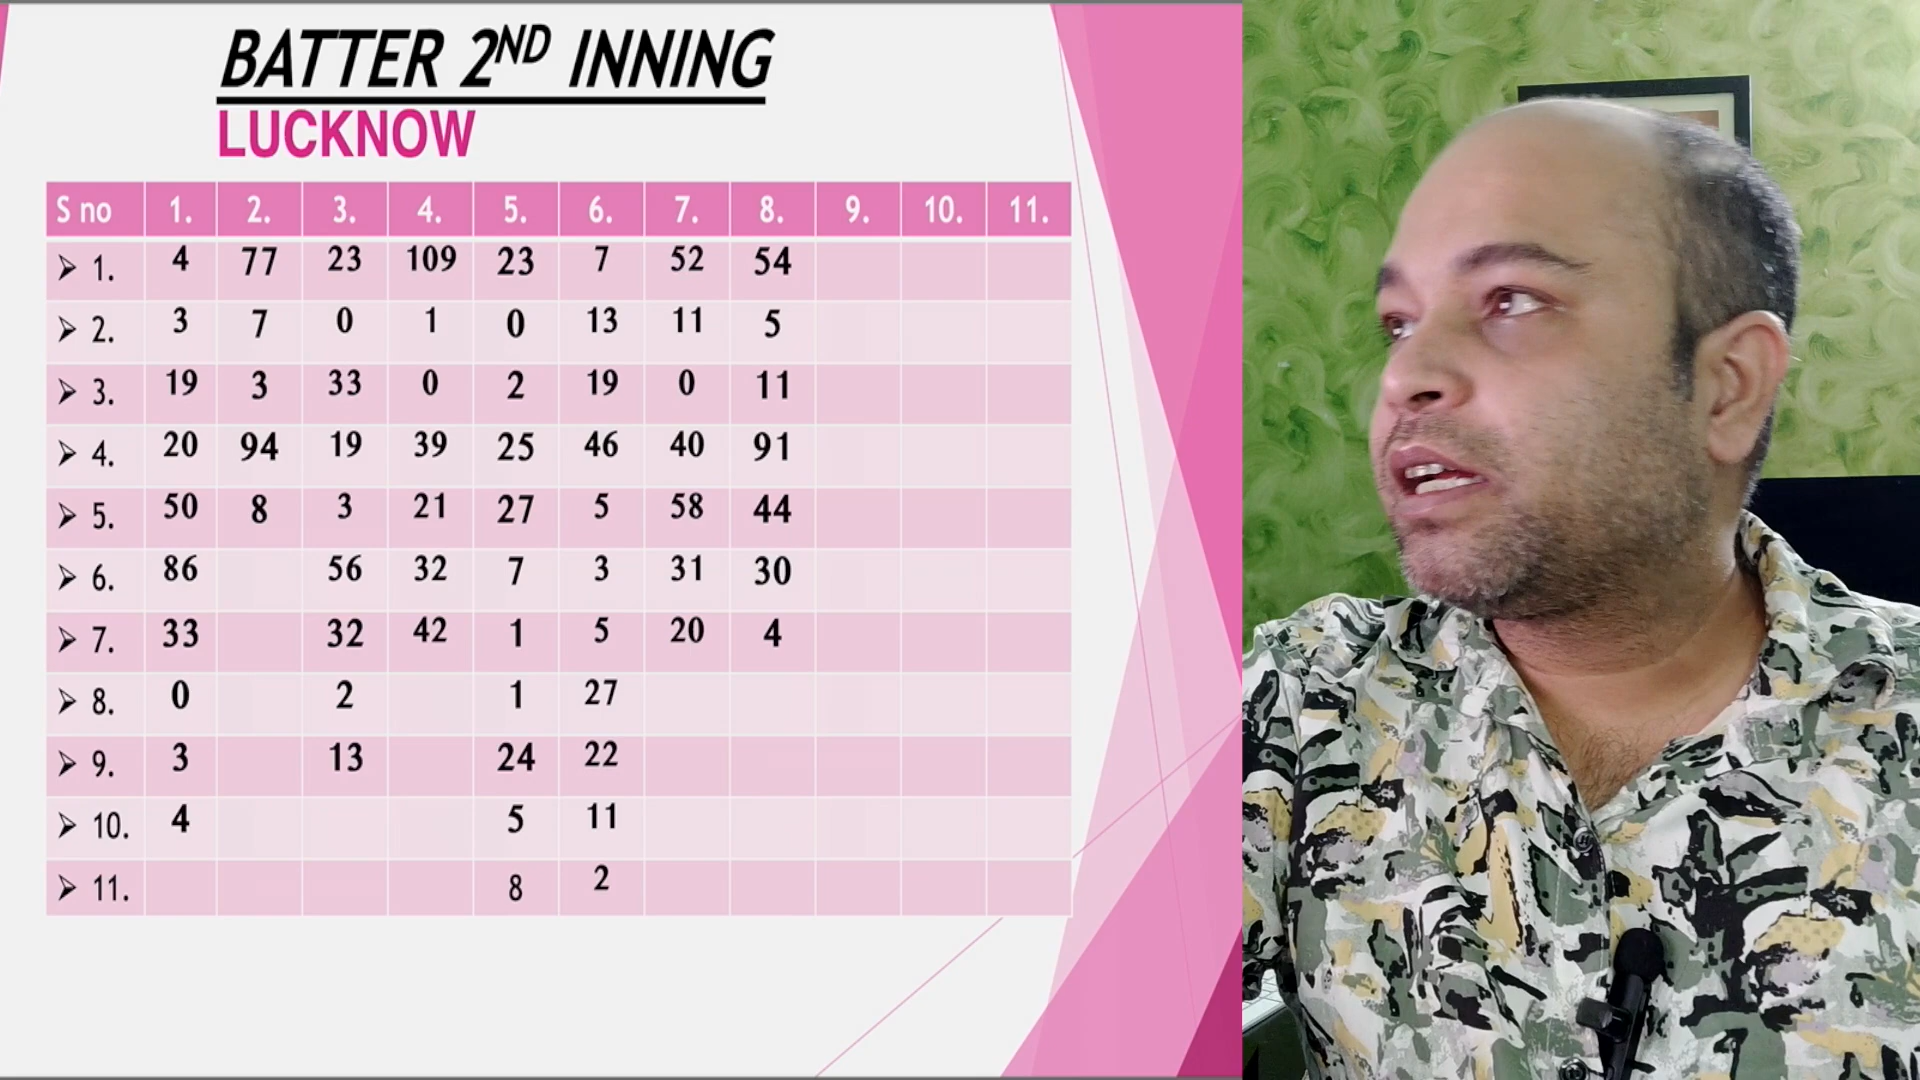 BATTER 2ND INNING
LUCKNOW
S no 1. 2. 3. 4. 5. 6. 7. 8. 9. 10. 11.
1. 4 77 23 109 23 7 52 54
2. 3 7 0 1 0 13 11 5
3. 19 3 33 0 2 19 0 11
4. 20 94 19 39 25 46 40 91
5. 50 8 3 21 27 5 58 44
6. 86 56 32 7 3 31 30
7. 33 32 42 1 5 20 4
8. 0 2 1 27
9. 3 13 24 22
10. 4 5 11
11. 8 2